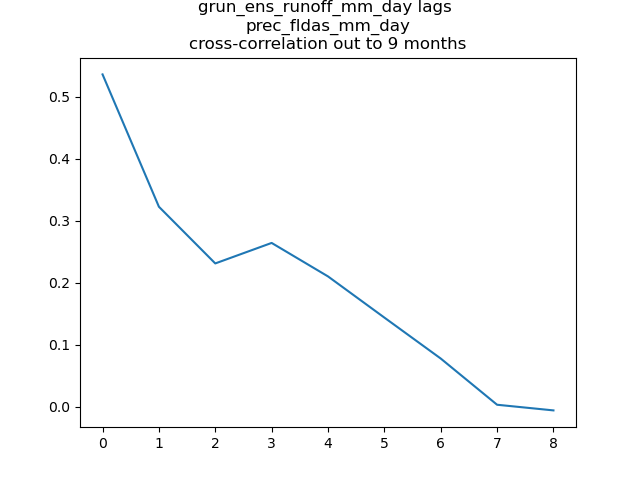 grun_ens_runoff_mm_day lags
prec_fldas_mm_day
cross-correlation out to 9 months
0.5
0.4
0.3
0.2
0.1
0.0
0 1 2 3 4 5 6 7 8